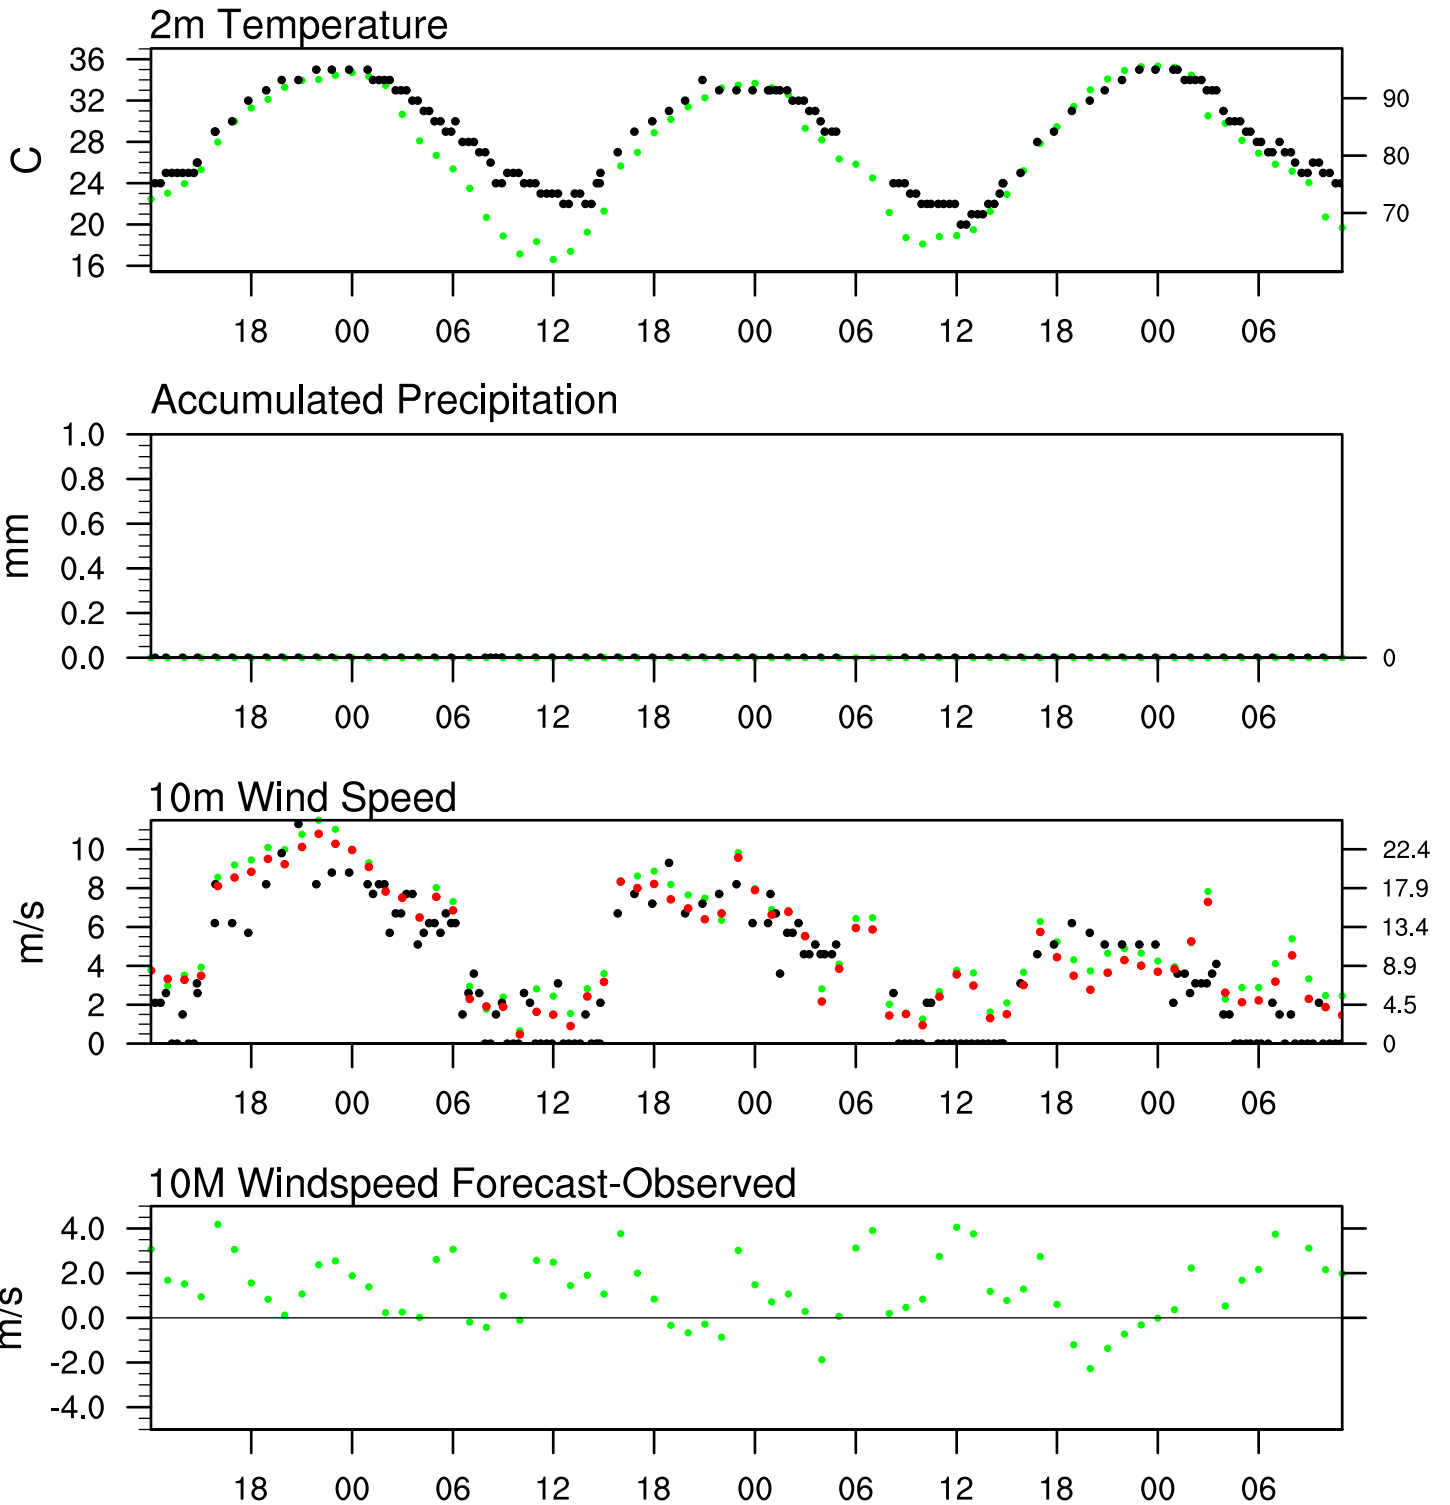 2m Temperature
36
32
28
24
20
16
C
90
80
70
18 00 06 12 18 00 06 12 18 00 06
Accumulated Precipitation
1.0
0.8
0.6
0.4
0.2
0.0
mm
0
18 00 06 12 18 00 06 12 18 00 06
10m Wind Speed
10
8
6
4
2
0
m/s
22.4
17.9
13.4
8.9
4.5
0
18 00 06 12 18 00 06 12 18 00 06
10M Windspeed Forecast-Observed
4.0
2.0
0.0
-2.0
-4.0
m/s
18 00 06 12 18 00 06 12 18 00 06